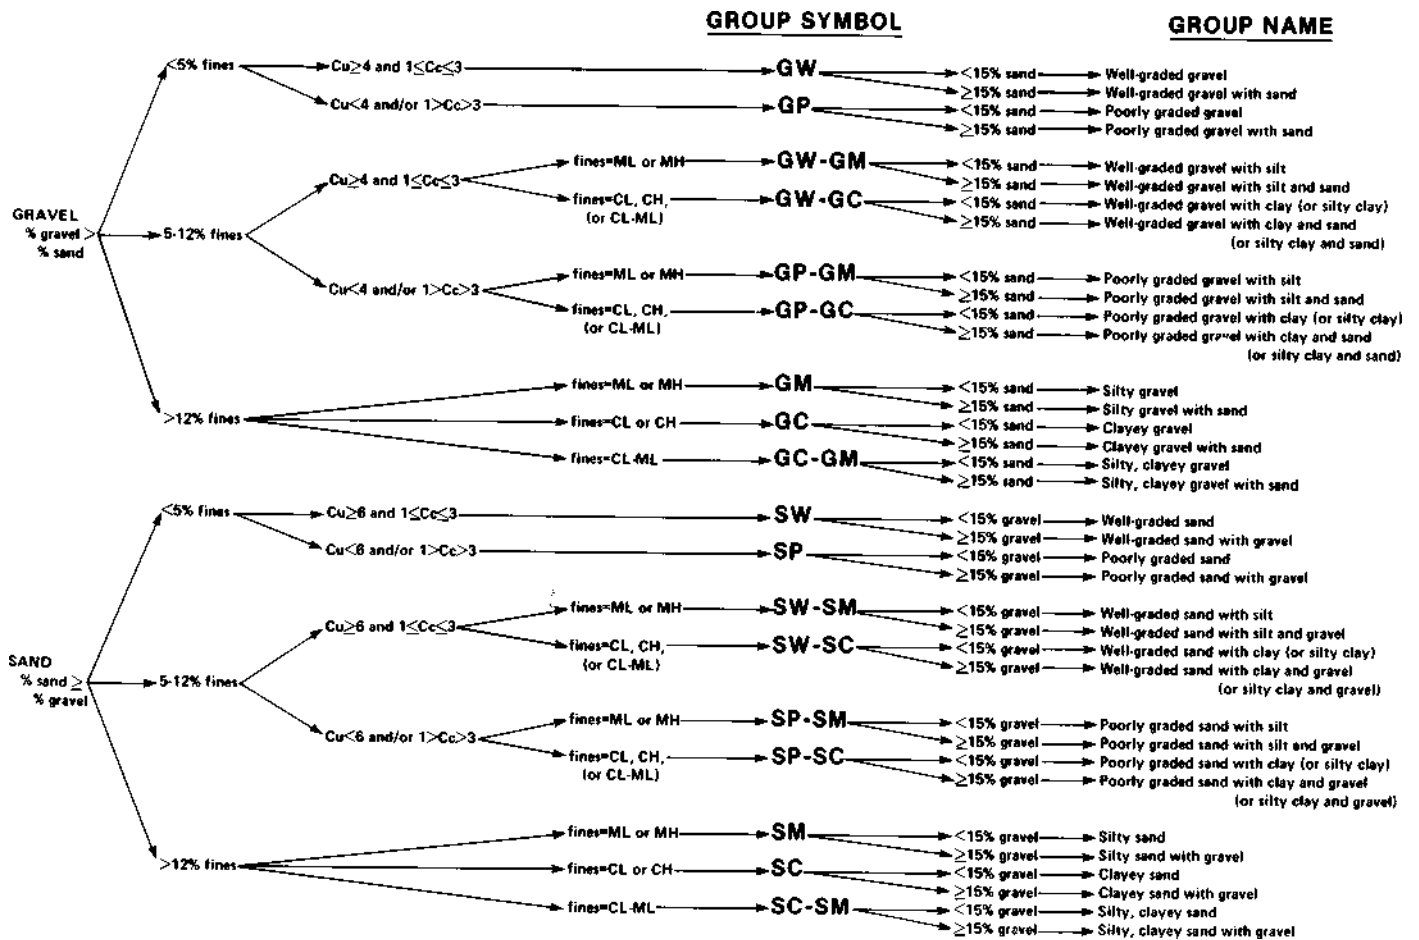 GROUP SYMBOL GROUP NAME
<5% fines Cu≥4 and 1≤Cc≤3 GW <15% sand Well-graded gravel
≥15% sand Well-graded gravel with sand
Cu<4 and/or 1>Cc>3 GP <15% sand Poorly graded gravel
≥15% sand Poorly graded gravel with sand
fines=ML or MH GW-GM <15% sand Well-graded gravel with silt
Cu≥4 and 1≤Cc≤3 ≥15% sand Well-graded gravel with silt and sand
fines=CL, CH, GW-GC <15% sand Well-graded gravel with clay (or silty clay)
(or CL-ML) ≥15% sand Well-graded gravel with clay and sand
(or silty clay and sand)
GRAVEL
% gravel > 5-12% fines
% sand
fines=ML or MH GP-GM <15% sand Poorly graded gravel with silt
Cu<4 and/or 1>Cc>3 ≥15% sand Poorly graded gravel with silt and sand
fines=CL, CH, GP-GC <15% sand Poorly graded gravel with clay (or silty clay)
(or CL-ML) ≥15% sand Poorly graded gravel with clay and sand
(or silty clay and sand)
fines=ML or MH GM <15% sand Silty gravel
≥15% sand Silty gravel with sand
>12% fines fines=CL or CH GC <15% sand Clayey gravel
≥15% sand Clayey gravel with sand
fines=CL-ML GC-GM <15% sand Silty, clayey gravel
≥15% sand Silty, clayey gravel with sand
<5% fines Cu≥6 and 1≤Cc≤3 SW <15% gravel Well-graded sand
≥15% gravel Well-graded sand with gravel
Cu<6 and/or 1>Cc>3 SP <15% gravel Poorly graded sand
≥15% gravel Poorly graded sand with gravel
fines=ML or MH SW-SM <15% gravel Well-graded sand with silt
Cu≥6 and 1≤Cc≤3 ≥15% gravel Well-graded sand with silt and gravel
fines=CL, CH, SW-SC <15% gravel Well-graded sand with clay (or silty clay)
(or CL-ML) ≥15% gravel Well-graded sand with clay and gravel
(or silty clay and gravel)
SAND
% sand ≥ 5-12% fines
% gravel
fines=ML or MH SP-SM <15% gravel Poorly graded sand with silt
Cu<6 and/or 1>Cc>3 ≥15% gravel Poorly graded sand with silt and gravel
fines=CL, CH, SP-SC <15% gravel Poorly graded sand with clay (or silty clay)
(or CL-ML) ≥15% gravel Poorly graded sand with clay and gravel
(or silty clay and gravel)
fines=ML or MH SM <15% gravel Silty sand
≥15% gravel Silty sand with gravel
>12% fines fines=CL or CH SC <15% gravel Clayey sand
≥15% gravel Clayey sand with gravel
fines=CL-ML SC-SM <15% gravel Silty, clayey sand
≥15% gravel Silty, clayey sand with gravel